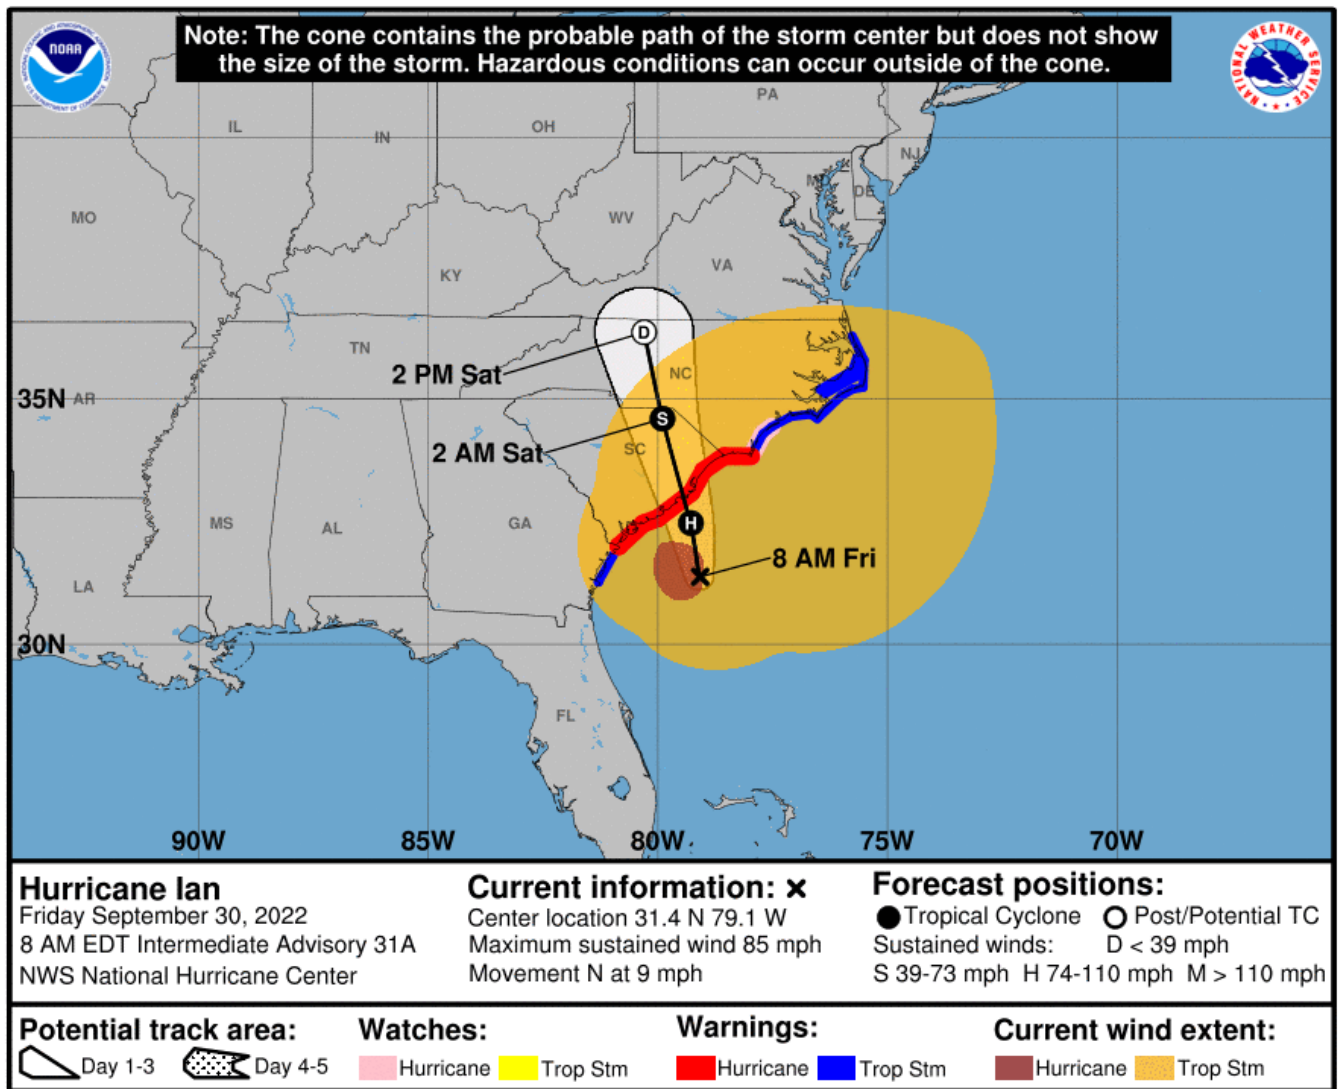 Note: The cone contains the probable path of the storm center but does not show
the size of the storm. Hazardous conditions can occur outside of the cone.
NOAA
NATIONAL WEATHER SERVICE
PA
IL
IN
OH
NJ
DE
MO
WV
KY
VA
TN
2 PM Sat
D
NC
35N
AR
2 AM Sat
S
SC
MS
AL
GA
H
8 AM Fri
LA
30N
FL
90W
85W
80W
75W
70W
Hurricane Ian
Friday September 30, 2022
8 AM EDT Intermediate Advisory 31A
NWS National Hurricane Center
Current information: ×
Center location 31.4 N 79.1 W
Maximum sustained wind 85 mph
Movement N at 9 mph
Forecast positions:
Tropical Cyclone Post/Potential TC
Sustained winds: D < 39 mph
S 39-73 mph H 74-110 mph M > 110 mph
Potential track area:
Day 1-3 Day 4-5
Watches:
Hurricane Trop Stm
Warnings:
Hurricane Trop Stm
Current wind extent:
Hurricane Trop Stm